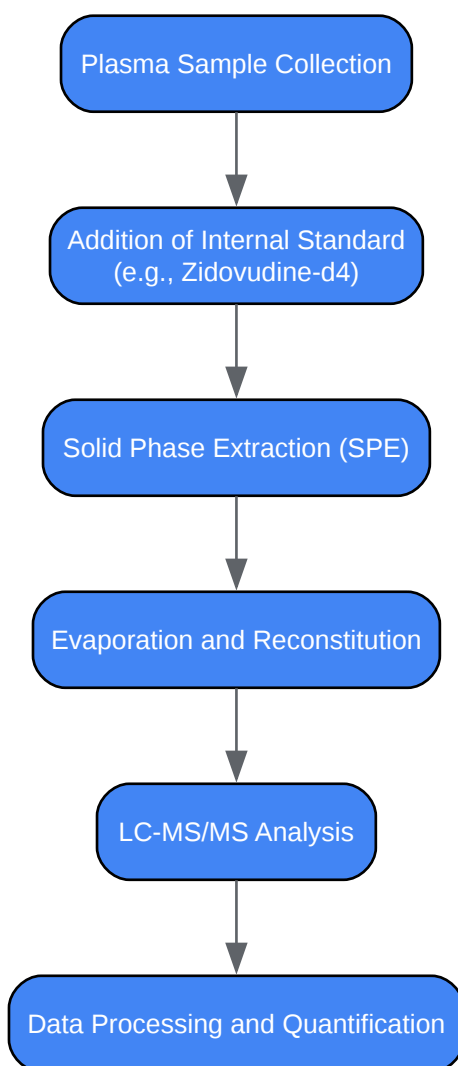 Plasma Sample Collection
Addition of Internal Standard
(e.g., Zidovudine-d4)
Solid Phase Extraction (SPE)
Evaporation and Reconstitution
LC-MS/MS Analysis
Data Processing and Quantification